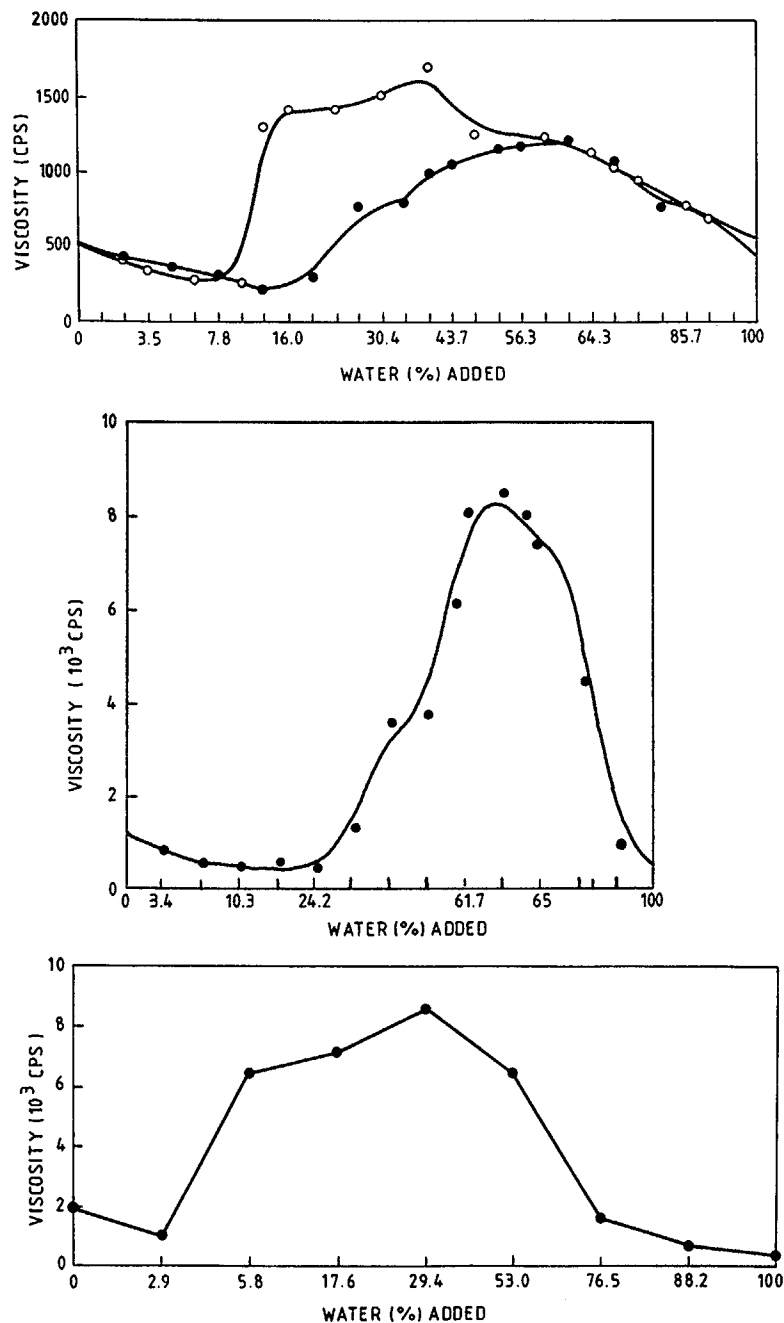 2000
1500
1000
500
0
VISCOSITY (CPS)
0 3.5 7.8 16.0 30.4 43.7 56.3 64.3 85.7 100
WATER (%) ADDED
10
8
6
4
2
0
VISCOSITY (10³ CPS)
0 3.4 10.3 24.2 61.7 65 100
WATER (%) ADDED
10
8
6
4
2
0
VISCOSITY (10³ CPS)
0 2.9 5.8 17.6 29.4 53.0 76.5 88.2 100
WATER (%) ADDED